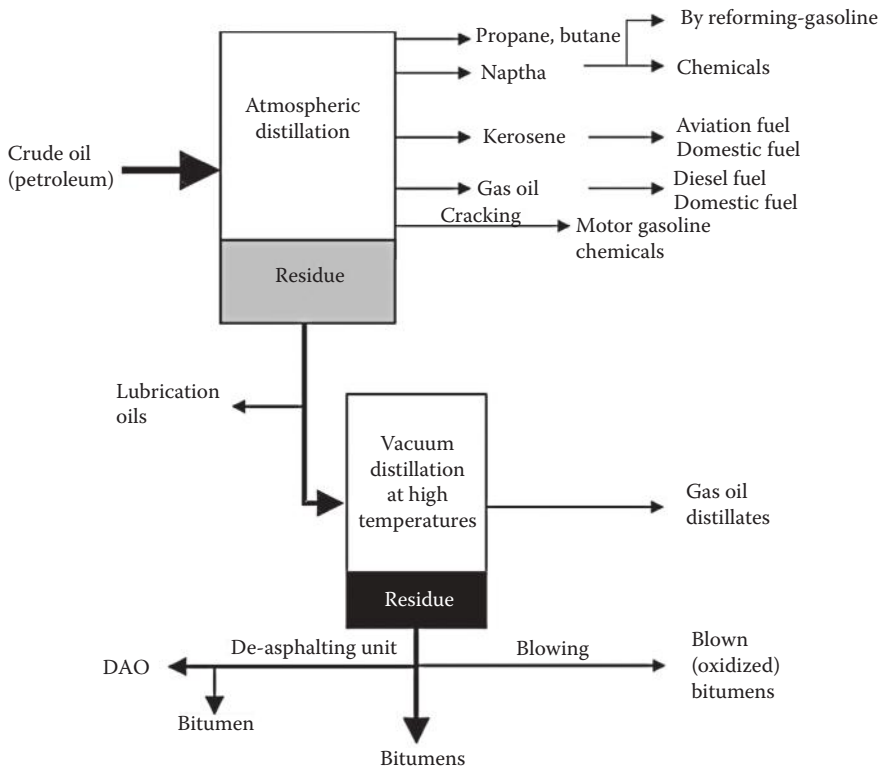 By reforming-gasoline
Propane, butane
Naptha
Chemicals
Atmospheric
distillation
Crude oil
(petroleum)
Kerosene
Aviation fuel
Domestic fuel
Gas oil
Diesel fuel
Domestic fuel
Cracking
Motor gasoline
chemicals
Residue
Lubrication
oils
Vacuum
distillation
at high
temperatures
Gas oil
distillates
Residue
De-asphalting unit
DAO
Bitumen
Blowing
Blown
(oxidized)
bitumens
Bitumens